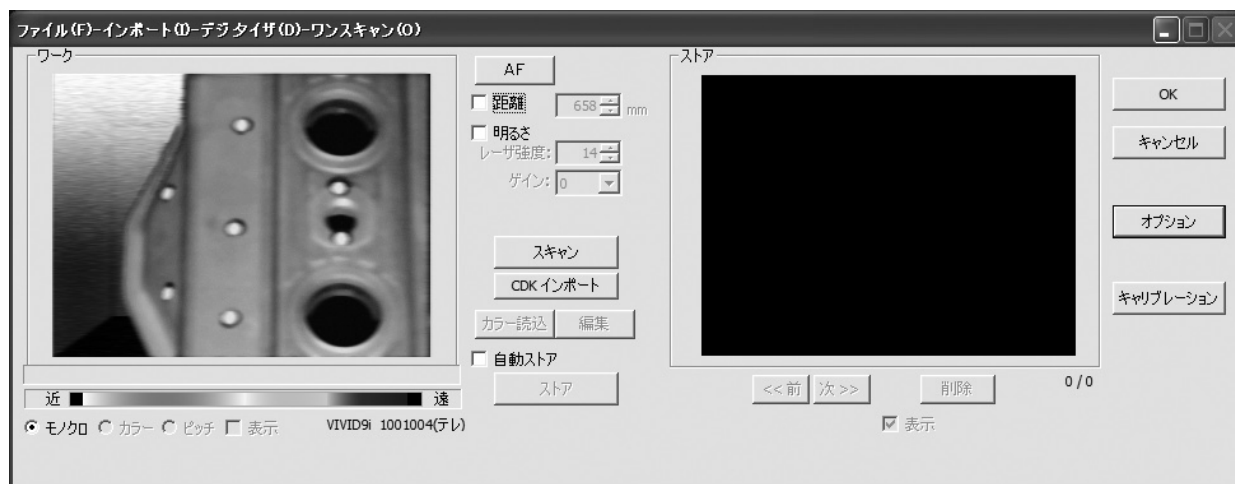 ファイル(F)-インポート(I)-デジタイザ(D)-ワンスキャン(O)
ワーク
AF
距離 658 mm
明るさ
レーザ強度: 14
ゲイン: 0
スキャン
CDK インポート
カラー読込 編集
自動ストア
ストア
近 遠
モノクロ カラー ピッチ 表示 VIVID9i 1001004(テレ)
ストア
<< 前 次 >> 削除 0 / 0
表示
OK
キャンセル
オプション
キャリブレーション